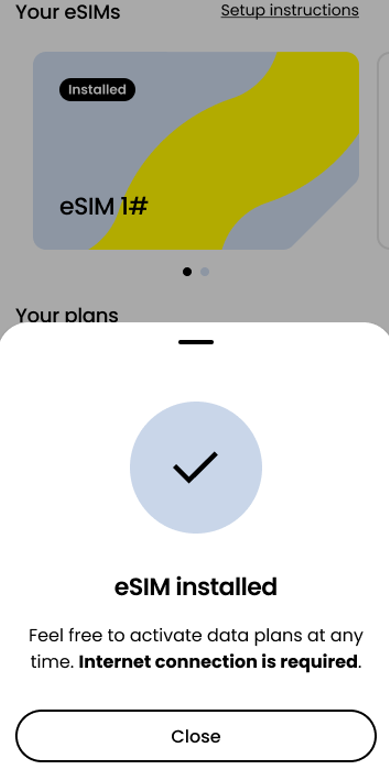 Your eSIMs
Setup instructions
Installed
eSIM 1#
Your plans
eSIM installed
Feel free to activate data plans at any
time. Internet connection is required.
Close